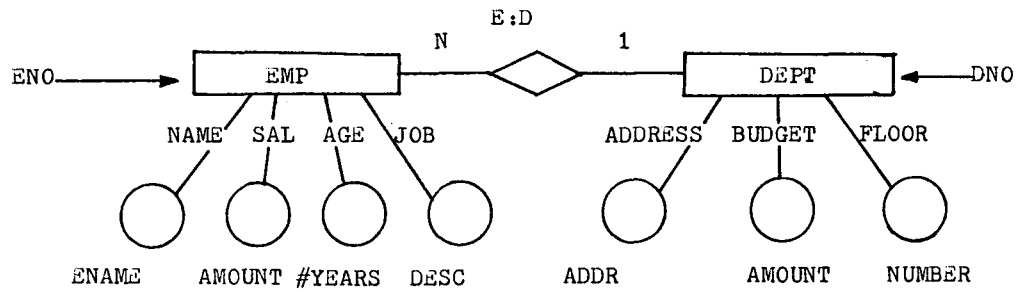 E:D
N 1
ENO EMP DEPT DNO
NAME SAL AGE JOB ADDRESS BUDGET FLOOR
ENAME AMOUNT #YEARS DESC ADDR AMOUNT NUMBER